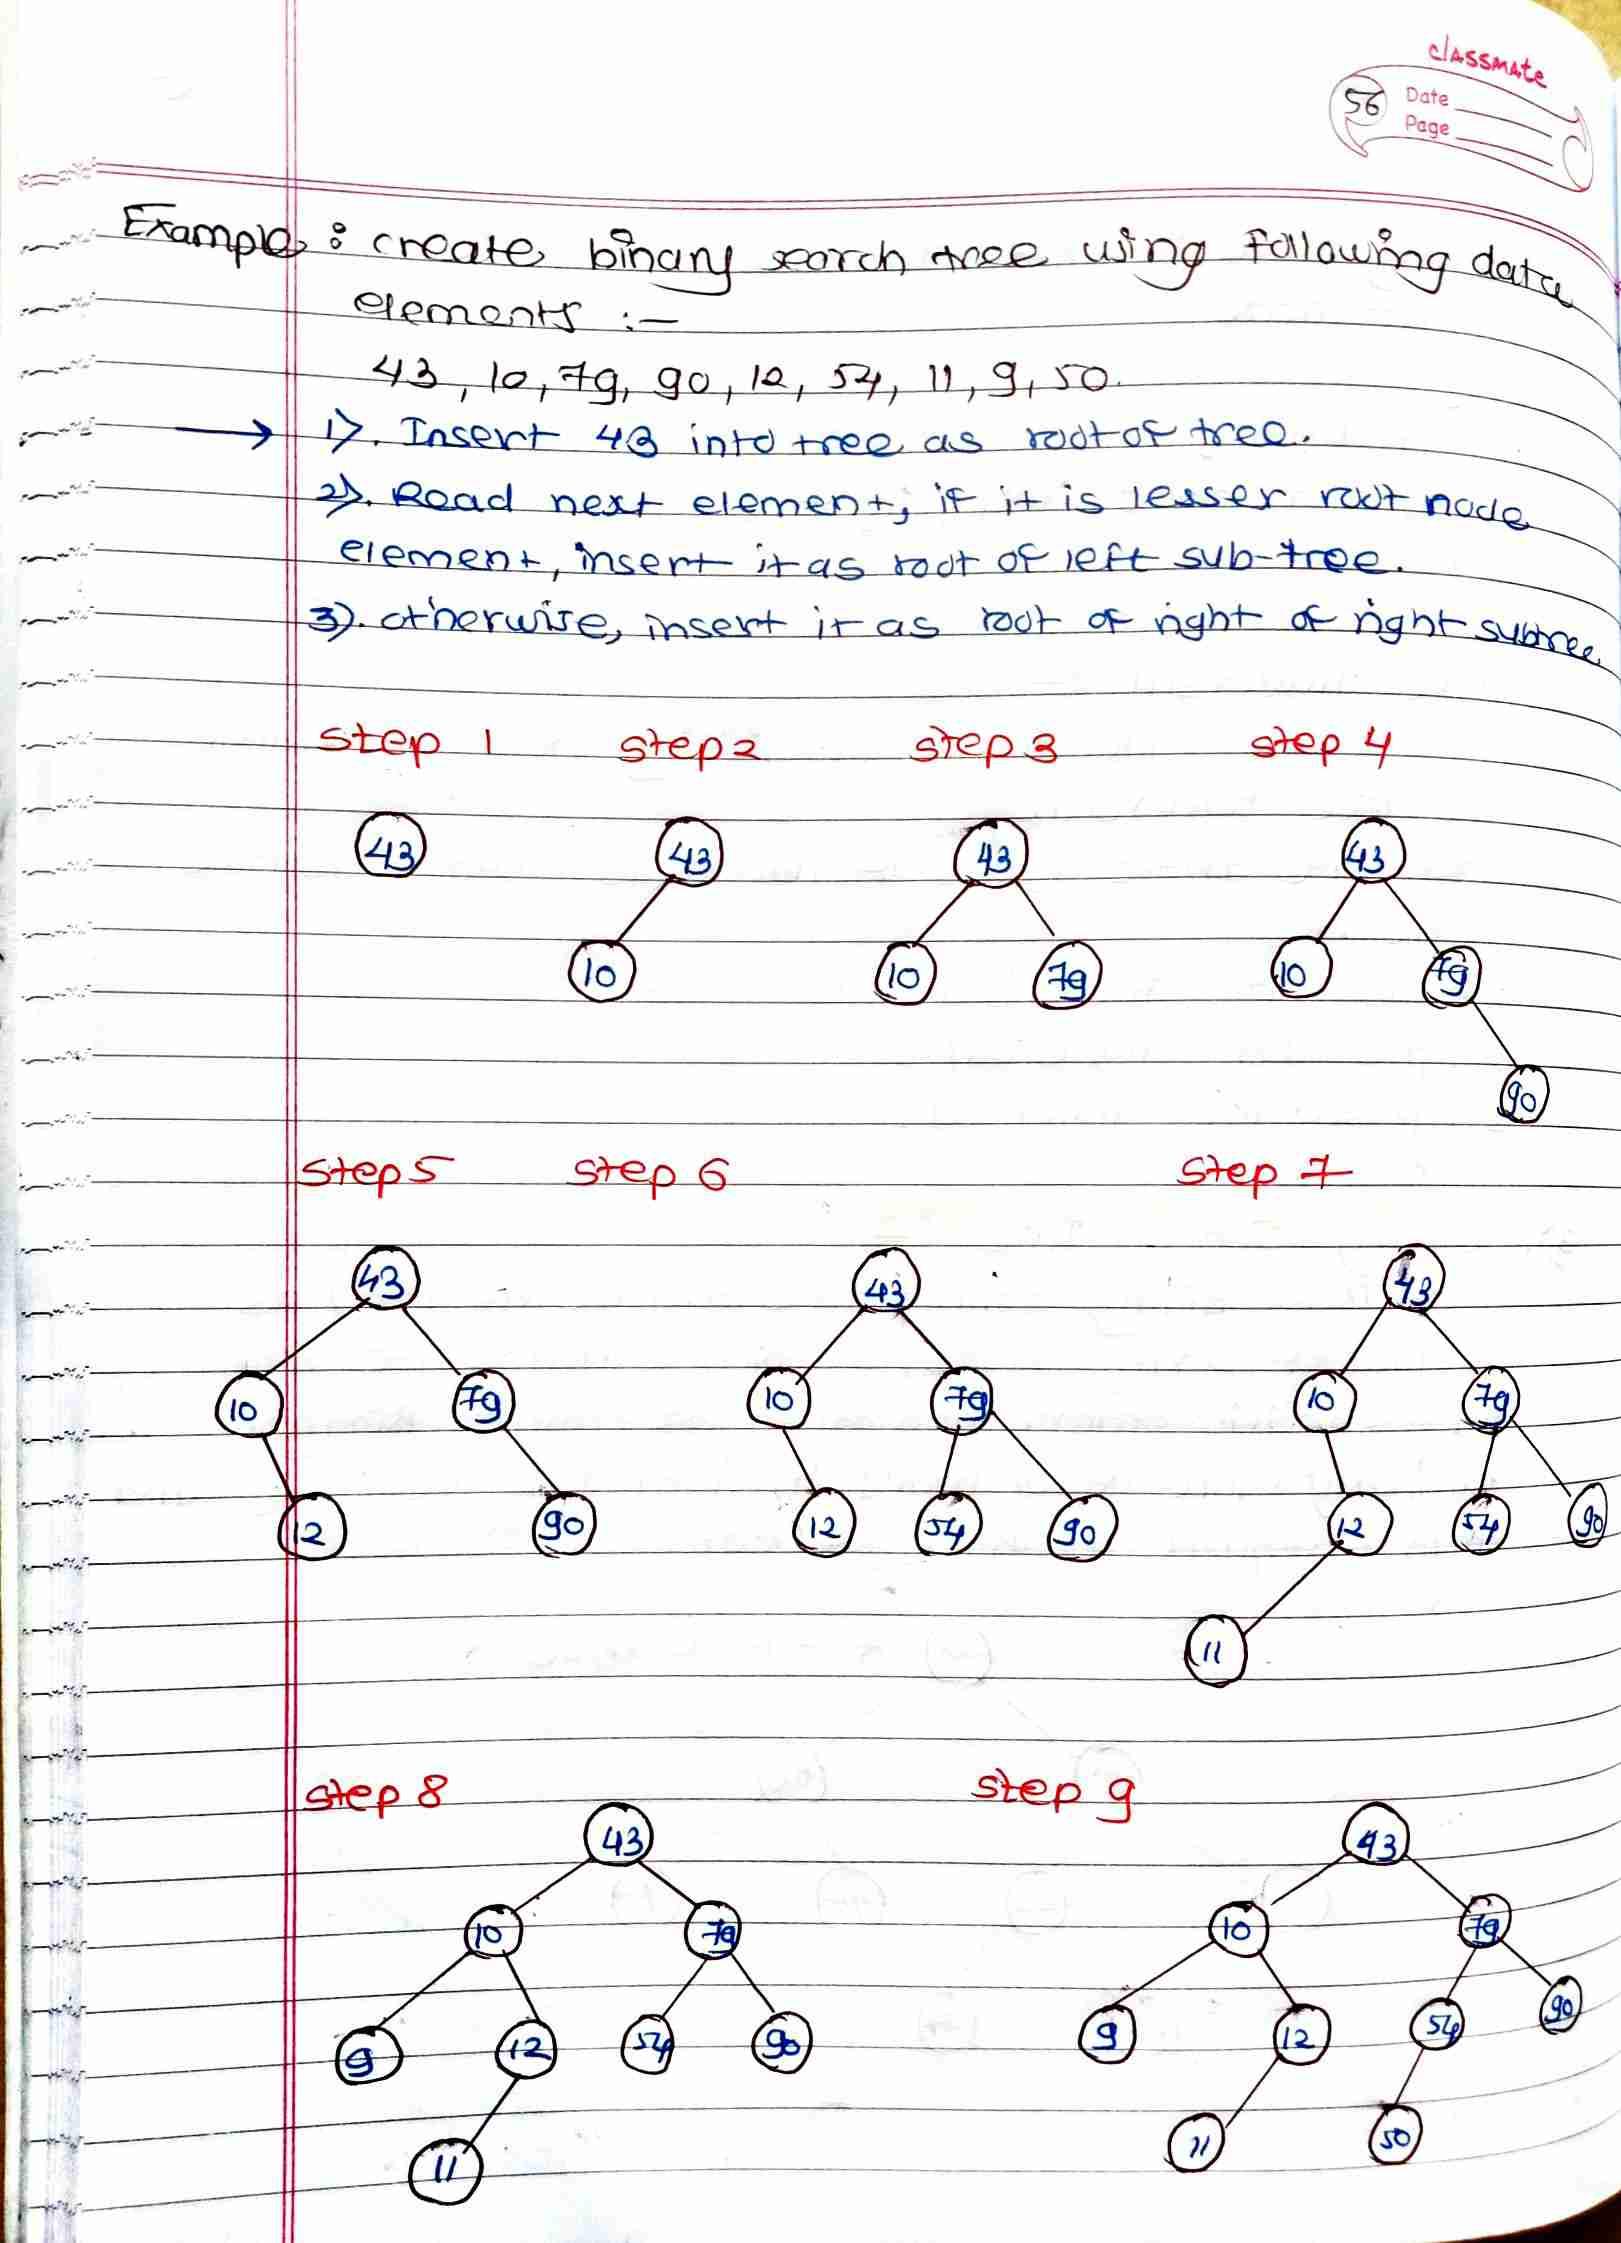 classmate
56 Date
Page
Example : create binary search tree using following data
elements :-
43, 10, 79, 90, 12, 54, 11, 9, 50.
→ 1). Insert 43 into tree as root of tree.
2). Read next element, if it is lesser root node
element, insert it as root of left sub-tree.
3). otherwise, insert it as root of right of right subtree
step 1 step 2 step 3 step 4
43 43 43 43
10 10 79 10 79
90
step 5 step 6 step 7
43 43 43
10 79 10 79 10 79
12 90 12 54 90 12 54 90
11
step 8 step 9
43 43
10 79 10 79
9 12 54 90 9 12 54 90
11 11 50